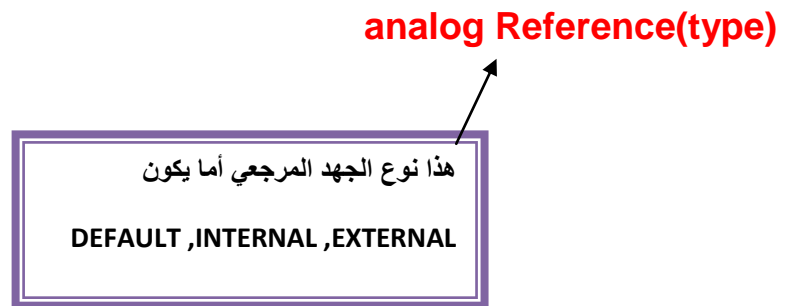 analog Reference(type)
هذا نوع الجهد المرجعي أما يكون
DEFAULT ,INTERNAL ,EXTERNAL